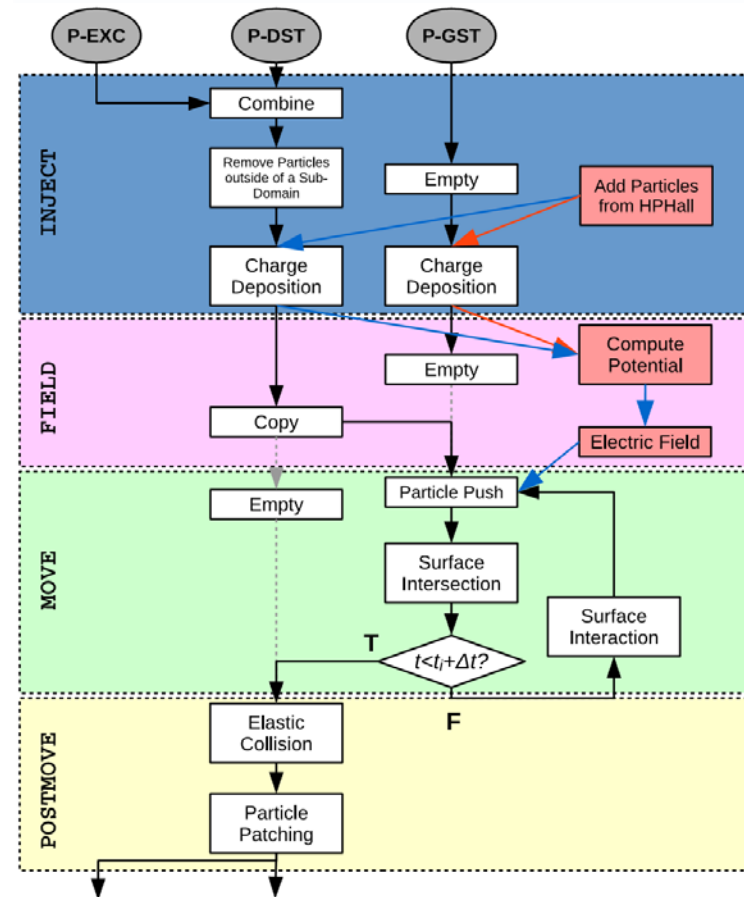 P-EXC
P-DST
P-GST
INJECT
Combine
Remove Particles
outside of a Sub-
Domain
Empty
Add Particles
from HPHall
Charge
Deposition
Charge
Deposition
FIELD
Empty
Compute
Potential
Copy
Electric Field
MOVE
Empty
Particle Push
Surface
Intersection
Surface
Interaction
T
t<tᵢ+Δt?
F
POSTMOVE
Elastic
Collision
Particle
Patching